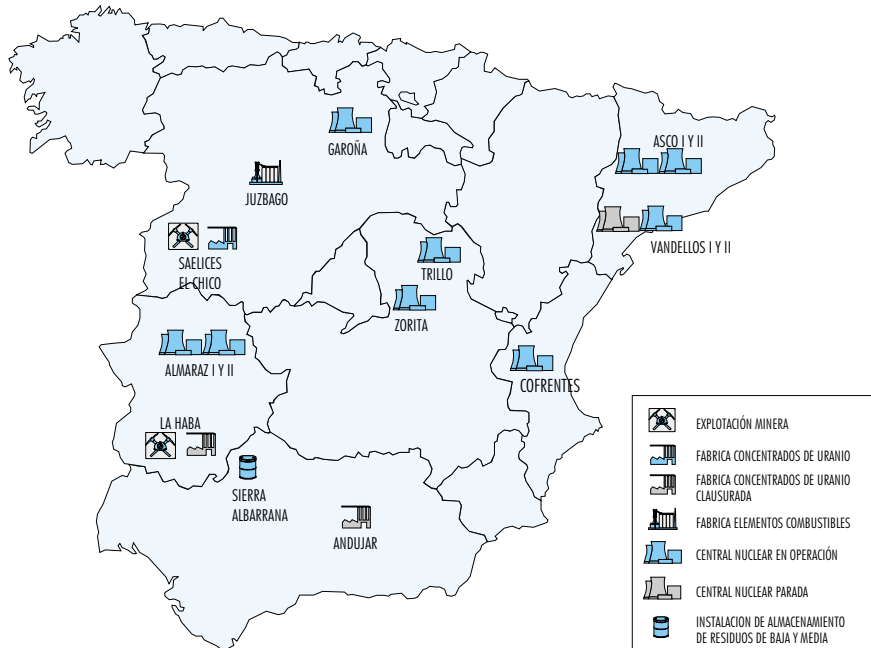 GAROÑA
ASCO I Y II
JUZBAGO
VANDELLOS I Y II
SAELICES
EL CHICO
TRILLO
ZORITA
ALMARAZ I Y II
COFRENTES
LA HABA
SIERRA
ALBARRANA
ANDUJAR
EXPLOTACIÓN MINERA
FABRICA CONCENTRADOS DE URANIO
FABRICA CONCENTRADOS DE URANIO
CLAUSURADA
FABRICA ELEMENTOS COMBUSTIBLES
CENTRAL NUCLEAR EN OPERACIÓN
CENTRAL NUCLEAR PARADA
INSTALACION DE ALMACENAMIENTO
DE RESIDUOS DE BAJA Y MEDIA